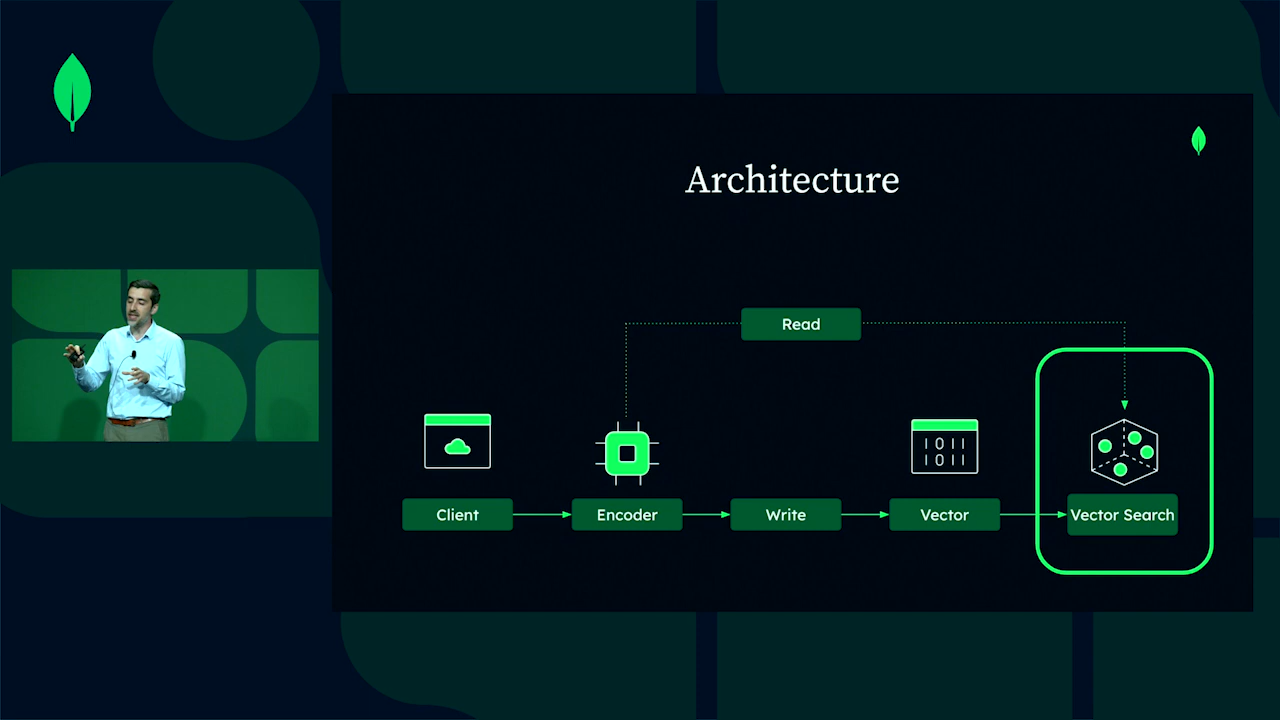 Architecture
Read
1011
1011
Client
Encoder
Write
Vector
Vector Search